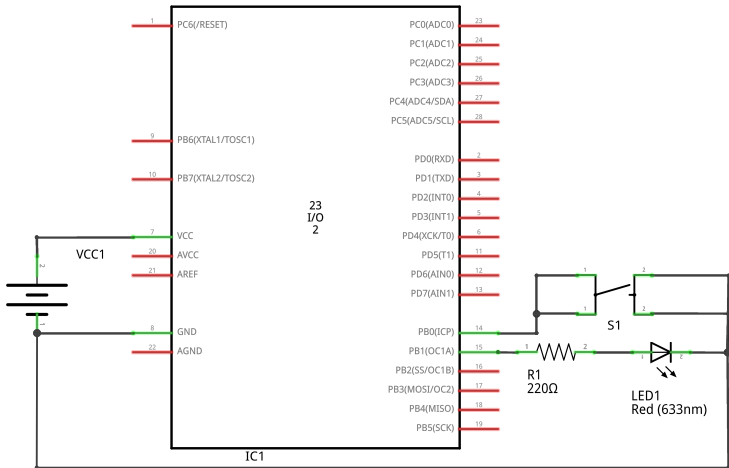 1 PC6(/RESET)
PC0(ADC0) 23
PC1(ADC1) 24
PC2(ADC2) 25
PC3(ADC3) 26
PC4(ADC4/SDA) 27
PC5(ADC5/SCL) 28
9 PB6(XTAL1/TOSC1)
PD0(RXD) 2
10 PB7(XTAL2/TOSC2)
PD1(TXD) 3
PD2(INT0) 4
23
I/O
2
PD3(INT1) 5
7 VCC
PD4(XCK/T0) 6
VCC1
20 AVCC
PD5(T1) 11
2
21 AREF
PD6(AIN0) 12
1 2
PD7(AIN1) 13
1 2
S1
1
8 GND
PB0(ICP) 14
22 AGND
PB1(OC1A) 15
1 2
1 2
PB2(SS/OC1B) 16
R1
220Ω
PB3(MOSI/OC2) 17
LED1
Red (633nm)
PB4(MISO) 18
PB5(SCK) 19
IC1